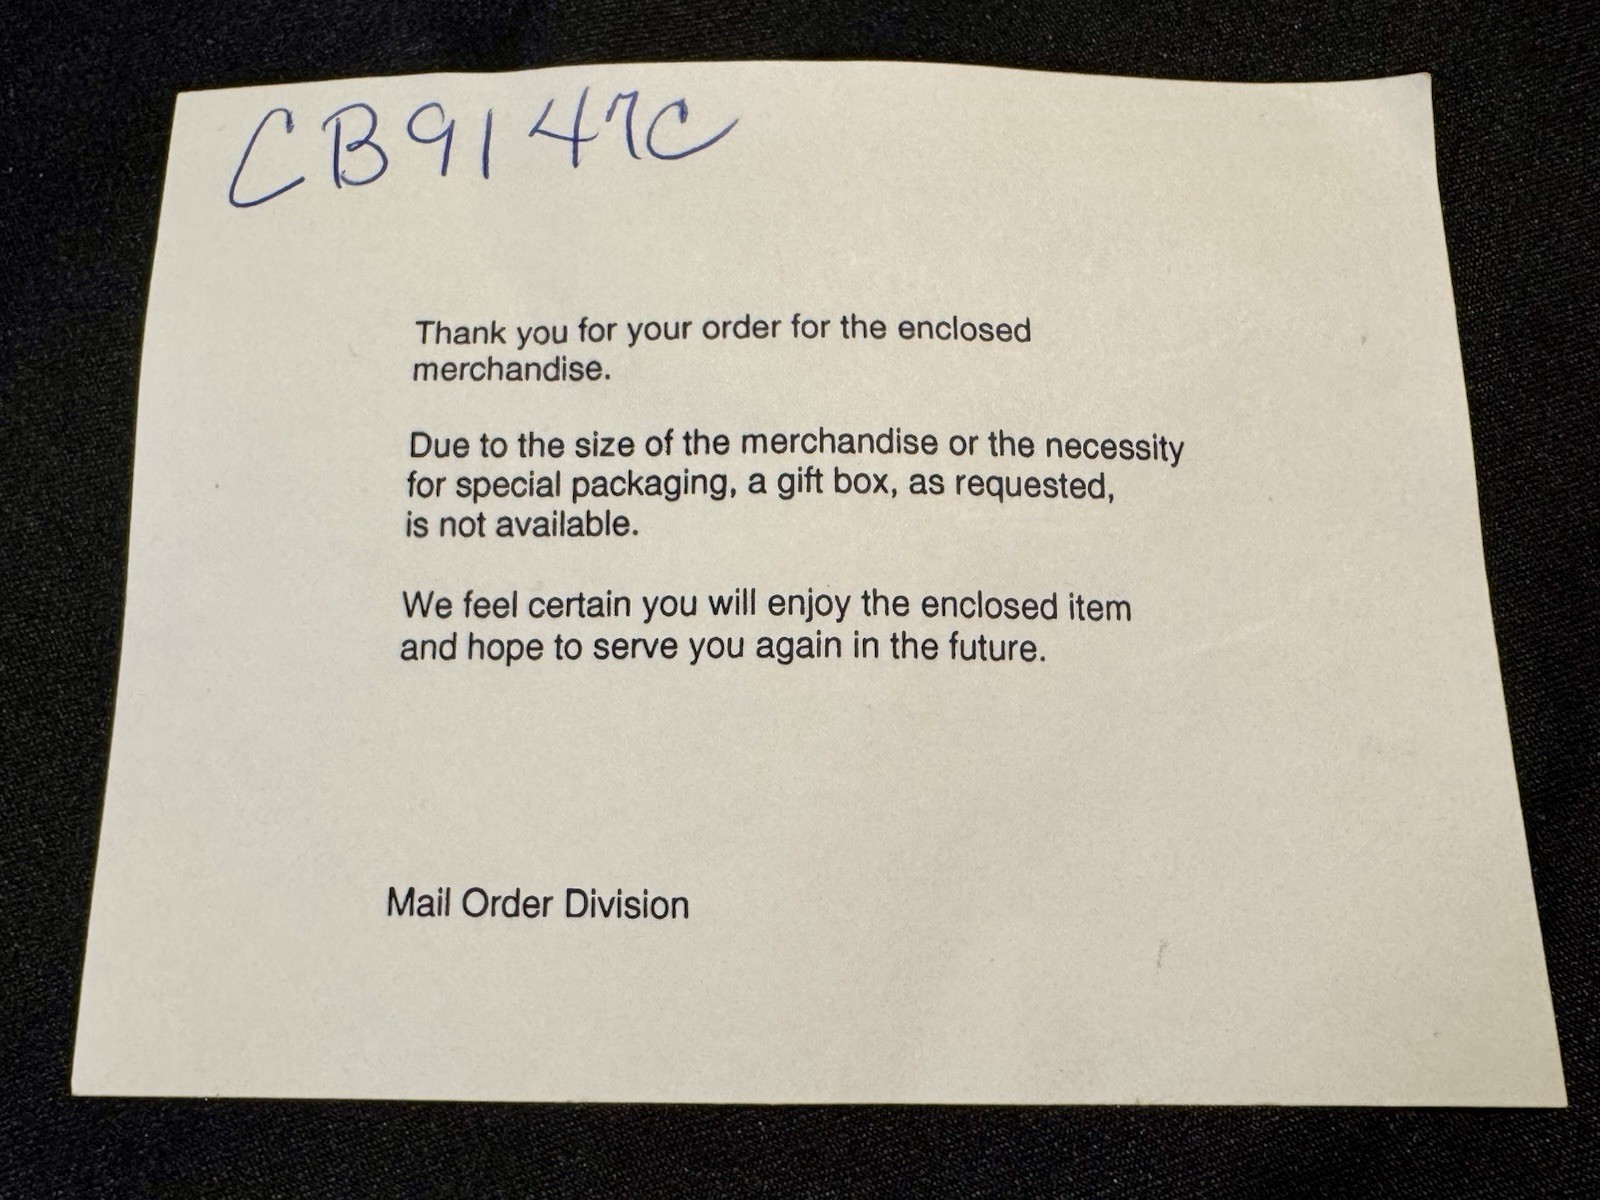 CB9147C
Thank you for your order for the enclosed
merchandise.
Due to the size of the merchandise or the necessity
for special packaging, a gift box, as requested,
is not available.
We feel certain you will enjoy the enclosed item
and hope to serve you again in the future.
Mail Order Division